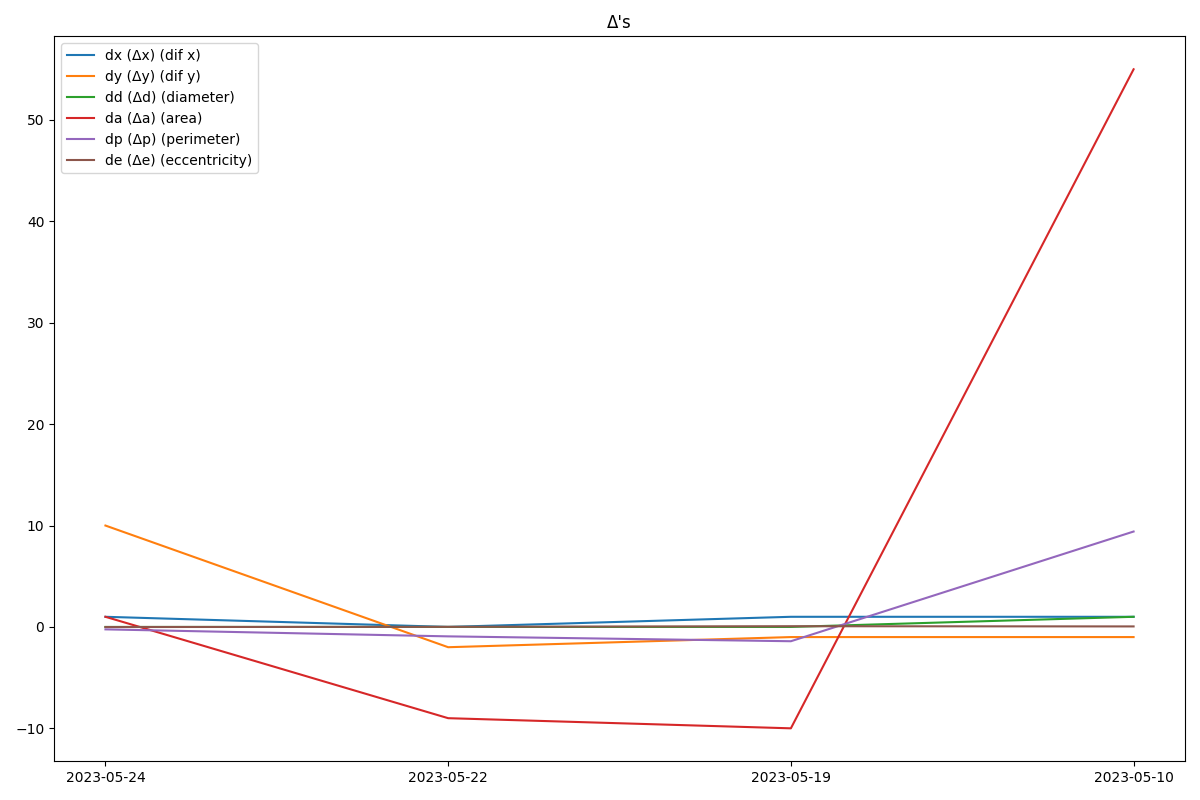 Δ's
dx (Δx) (dif x)
dy (Δy) (dif y)
dd (Δd) (diameter)
da (Δa) (area)
dp (Δp) (perimeter)
de (Δe) (eccentricity)
50
40
30
20
10
0
−10
2023-05-24 2023-05-22 2023-05-19 2023-05-10